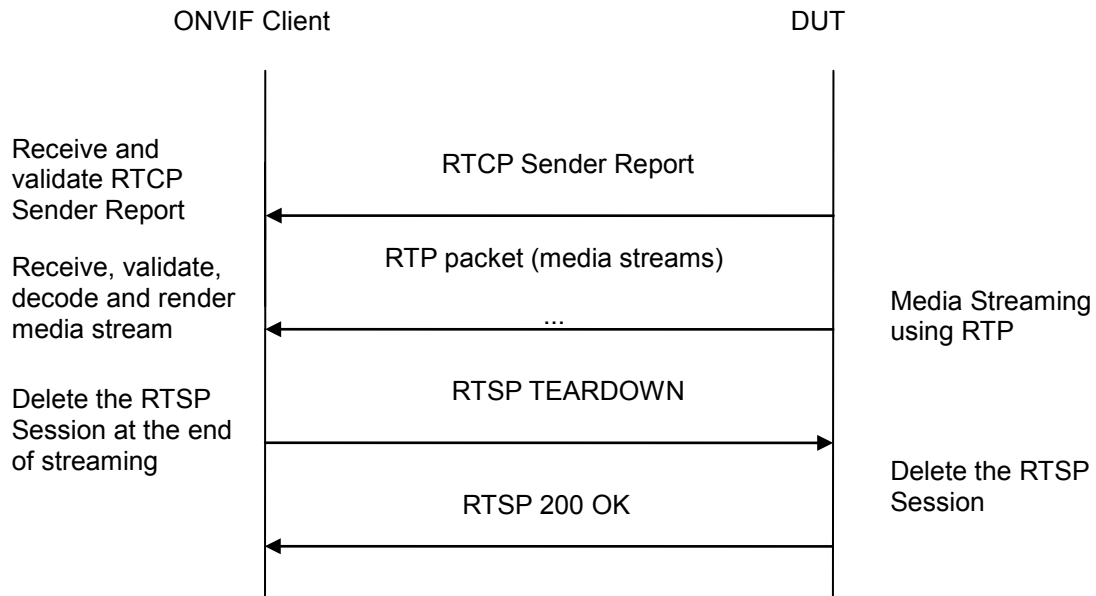 ONVIF Client
DUT
Receive and
validate RTCP
Sender Report
RTCP Sender Report
Receive, validate,
decode and render
media stream
RTP packet (media streams)
...
Media Streaming
using RTP
Delete the RTSP
Session at the end
of streaming
RTSP TEARDOWN
Delete the RTSP
Session
RTSP 200 OK